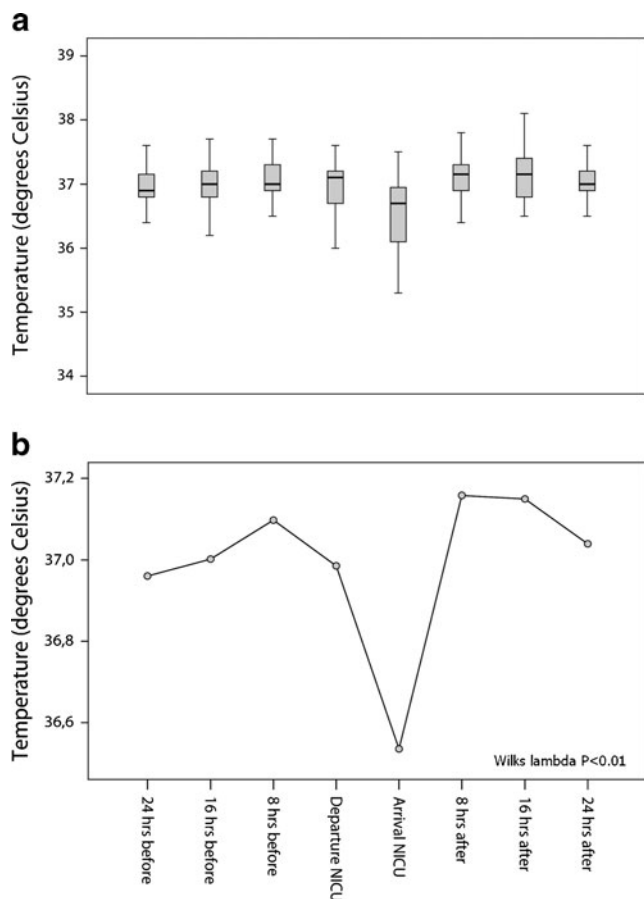 a
Temperature (degrees Celsius)
39
38
37
36
35
34
b
Temperature (degrees Celsius)
37,2
37,0
36,8
36,6
Wilks lambda P<0.01
24 hrs before
16 hrs before
8 hrs before
Departure NICU
Arrival NICU
8 hrs after
16 hrs after
24 hrs after